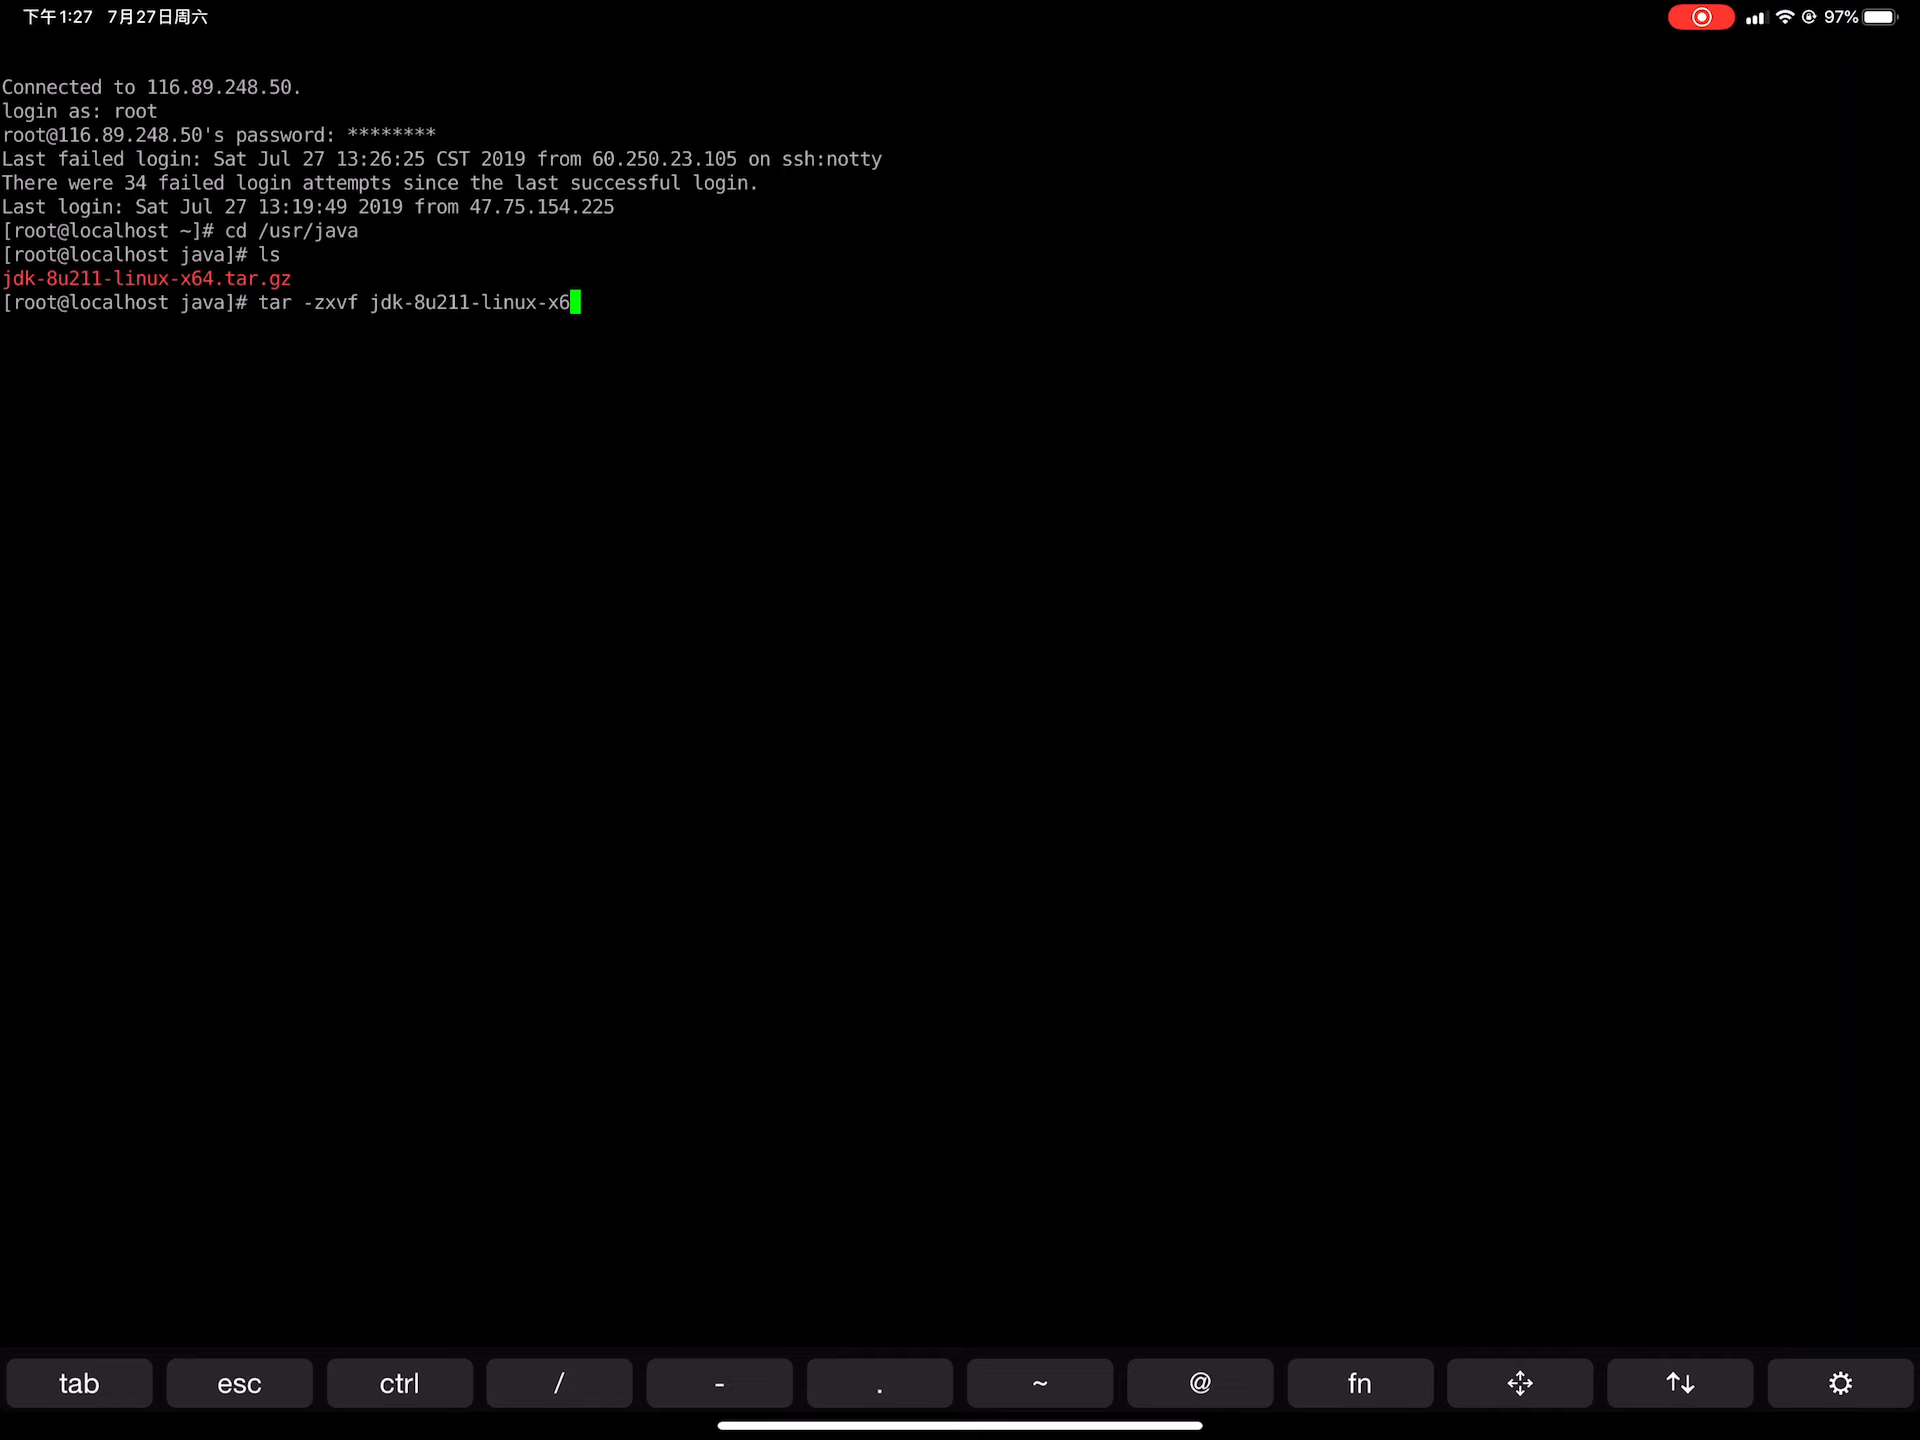 下午1:27 7月27日周六
97%
Connected to 116.89.248.50.
login as: root
root@116.89.248.50's password: ********
Last failed login: Sat Jul 27 13:26:25 CST 2019 from 60.250.23.105 on ssh:notty
There were 34 failed login attempts since the last successful login.
Last login: Sat Jul 27 13:19:49 2019 from 47.75.154.225
[root@localhost ~]# cd /usr/java
[root@localhost java]# ls
jdk-8u211-linux-x64.tar.gz
[root@localhost java]# tar -zxvf jdk-8u211-linux-x6
tab esc ctrl / - . ~ @ fn